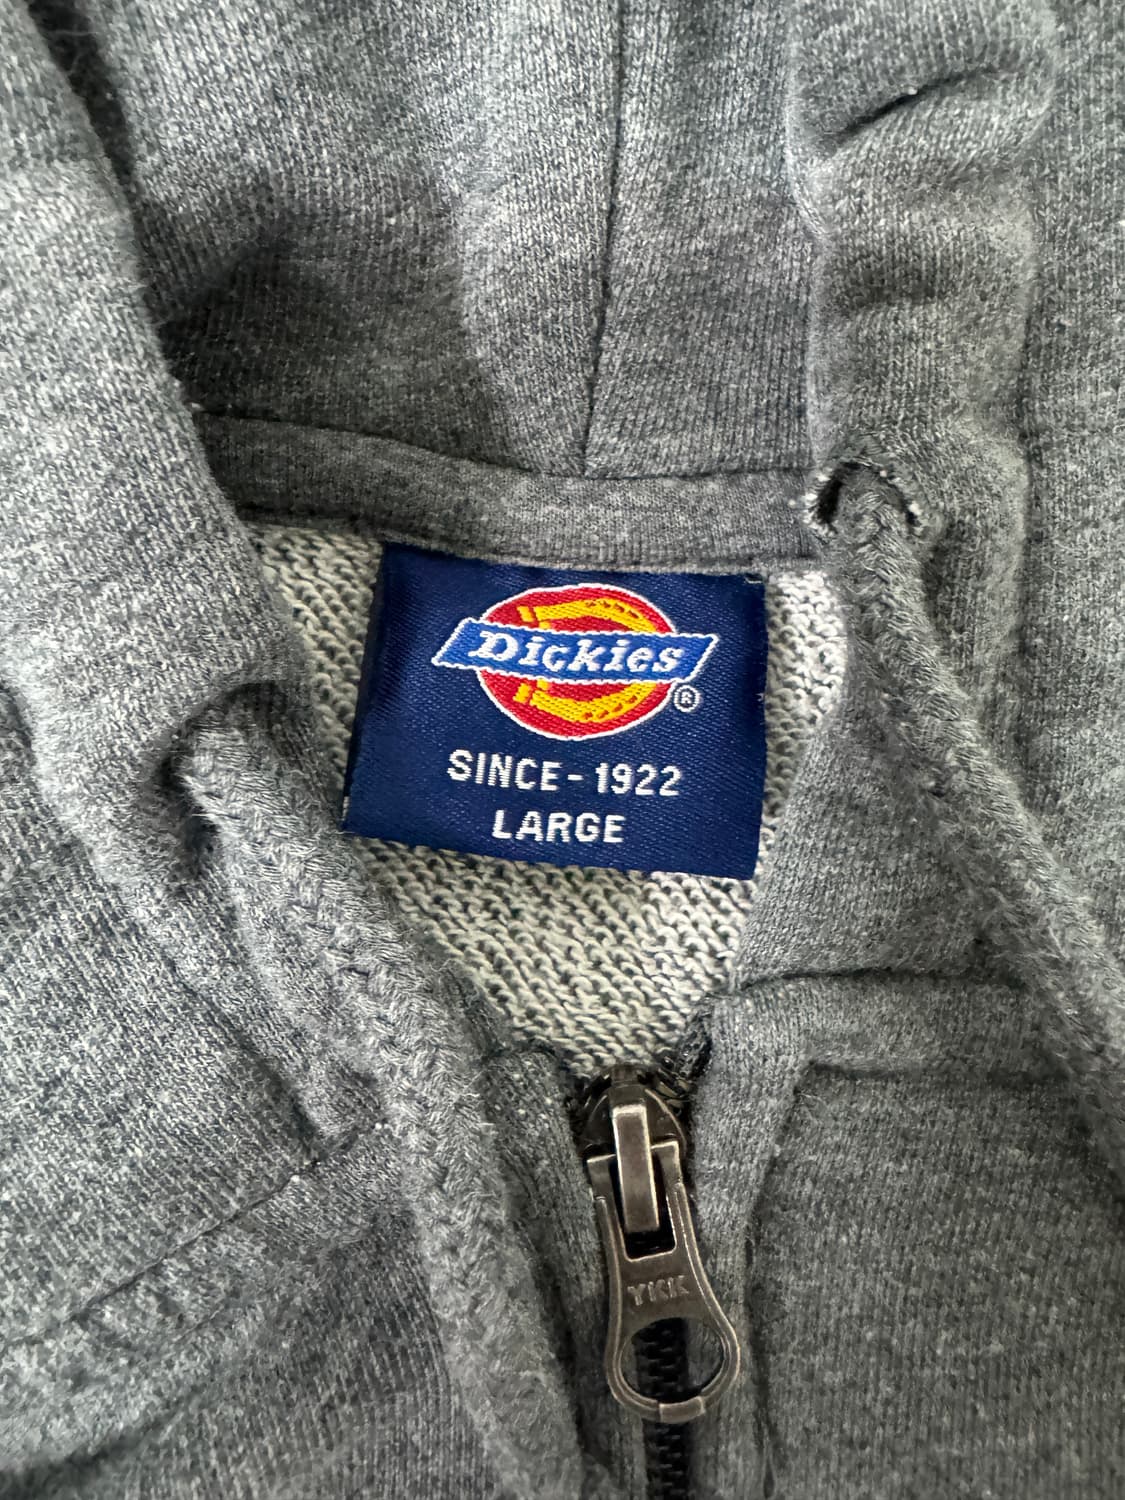 Dickies
®
SINCE-1922
LARGE
YKK